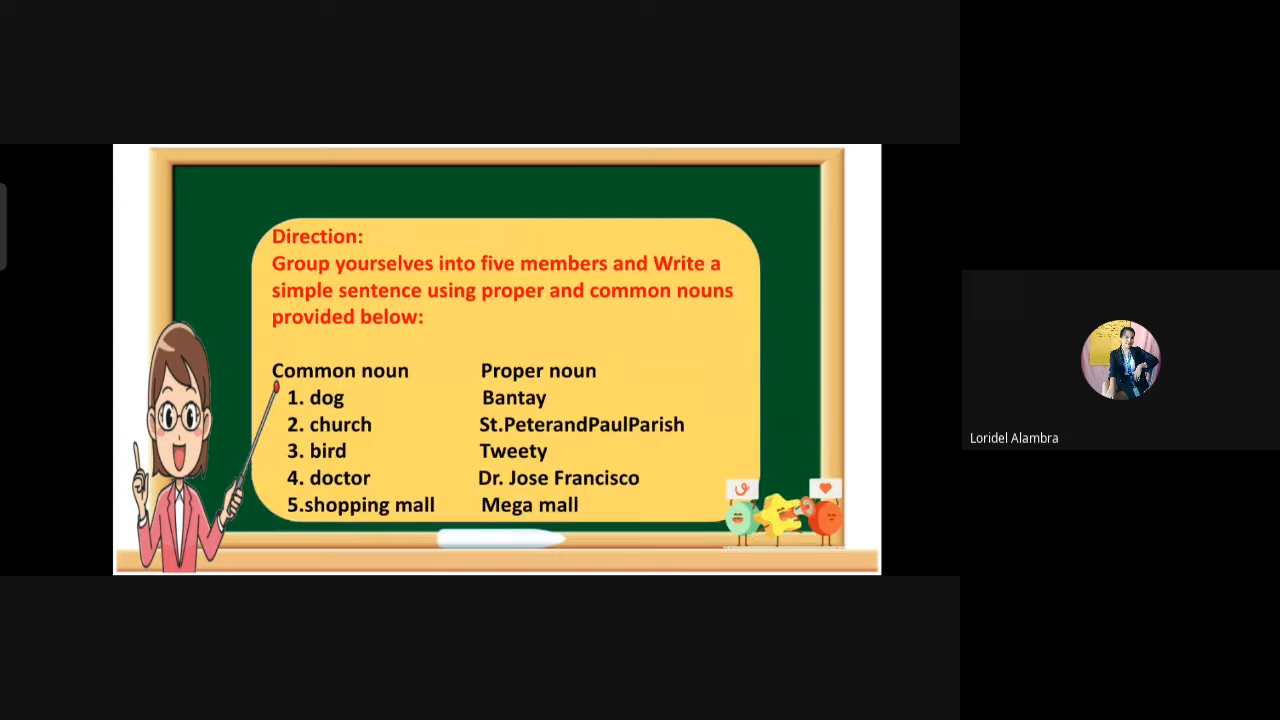 Direction:
Group yourselves into five members and Write a
simple sentence using proper and common nouns
provided below:
Common noun Proper noun
1. dog Bantay
2. church St.PeterandPaulParish
3. bird Tweety
4. doctor Dr. Jose Francisco
5.shopping mall Mega mall
Loridel Alambra